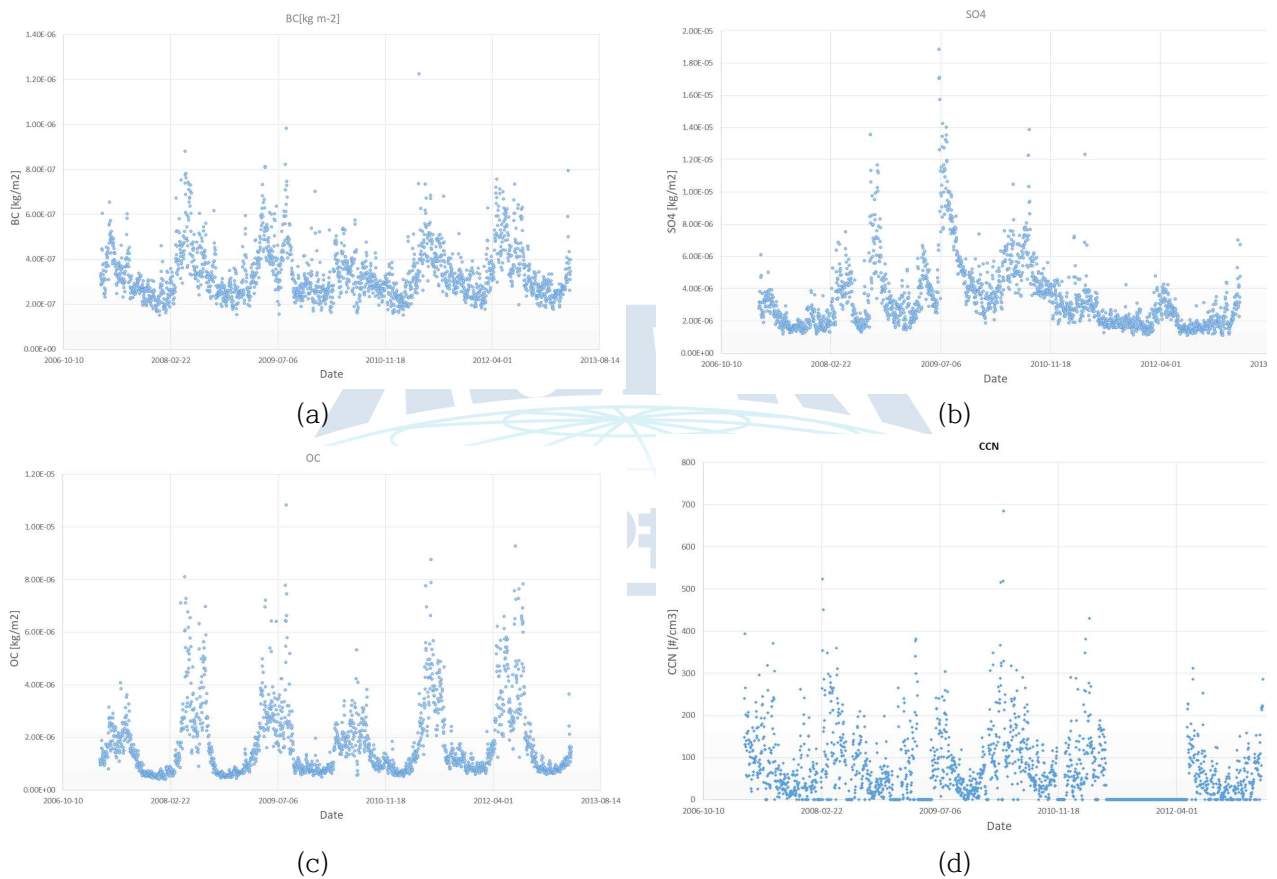 BC[kg m-2]
1.40E-06
1.20E-06
1.00E-06
8.00E-07
6.00E-07
4.00E-07
2.00E-07
0.00E+00
BC [kg/m2]
2006-10-10 2008-02-22 2009-07-06 2010-11-18 2012-04-01 2013-08-14
Date
(a)
SO4
2.00E-05
1.80E-05
1.60E-05
1.40E-05
1.20E-05
1.00E-05
8.00E-06
6.00E-06
4.00E-06
2.00E-06
0.00E+00
SO4 [kg/m2]
2006-10-10 2008-02-22 2009-07-06 2010-11-18 2012-04-01 2013
Date
(b)
OC
1.20E-05
1.00E-05
8.00E-06
6.00E-06
4.00E-06
2.00E-06
0.00E+00
OC [kg/m2]
2006-10-10 2008-02-22 2009-07-06 2010-11-18 2012-04-01 2013-08-14
Date
(c)
CCN
800
700
600
500
400
300
200
100
0
CCN [#/cm3]
2006-10-10 2008-02-22 2009-07-06 2010-11-18 2012-04-01
Date
(d)